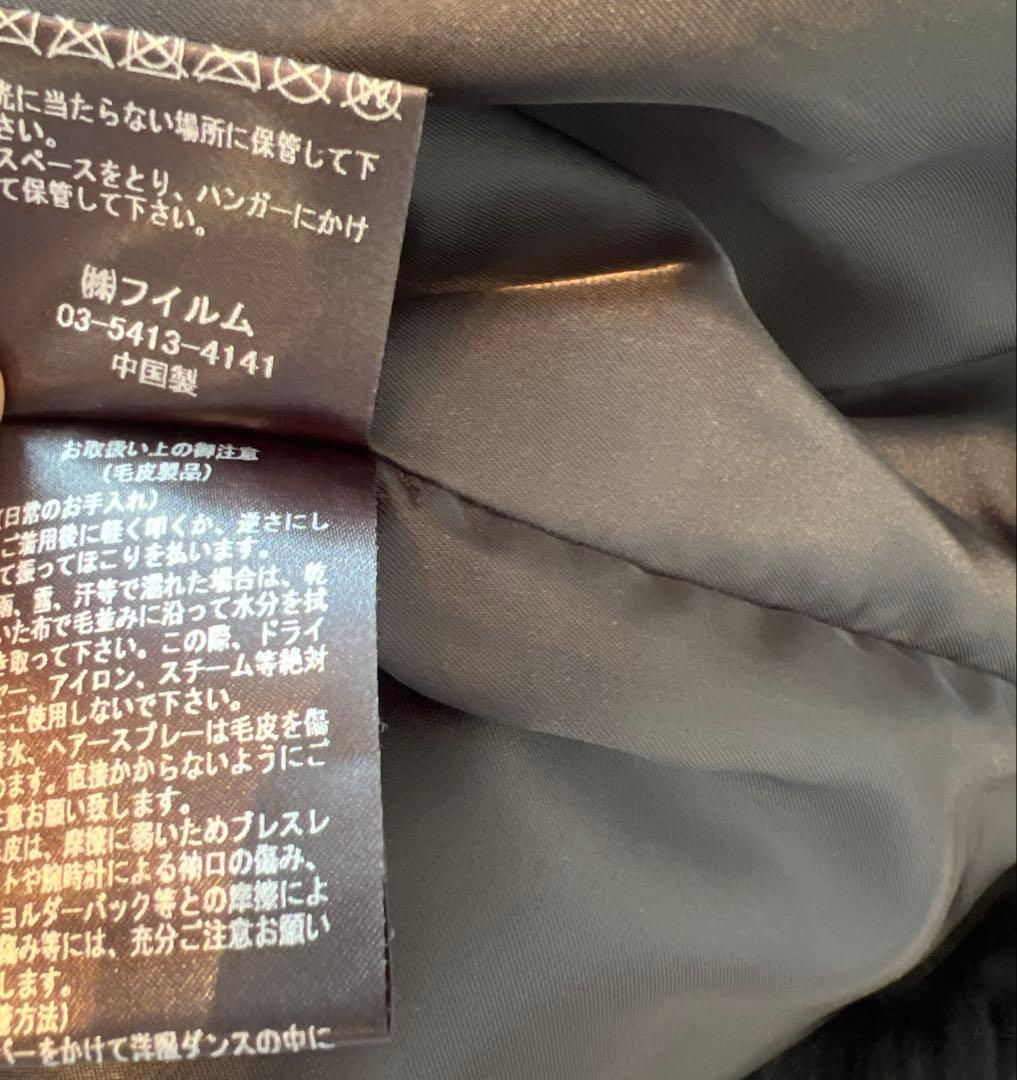 光に当たらない場所に保管して下
さい。
スペースをとり、ハンガーにかけ
て保管して下さい。
㈱フイルム
03-5413-4141
中国製
お取扱い上の御注意
(毛皮製品)
(日常のお手入れ)
ご着用後に軽く叩くか、逆さにし
て振ってほこりを払います。
雨、雪、汗等で濡れた場合は、乾
いた布で毛並みに沿って水分を拭
き取って下さい。この際、ドライ
ヤー、アイロン、スチーム等絶対
にご使用しないで下さい。
香水、ヘアースプレーは毛皮を傷
めます。直接かからないようにご
注意お願い致します。
毛皮は、摩擦に弱いためブレスレ
ットや腕時計による袖口の傷み、
ョルダーバック等との摩擦によ
傷み等には、充分ご注意お願い
します。
管方法)
バーをかけて洋服ダンスの中に